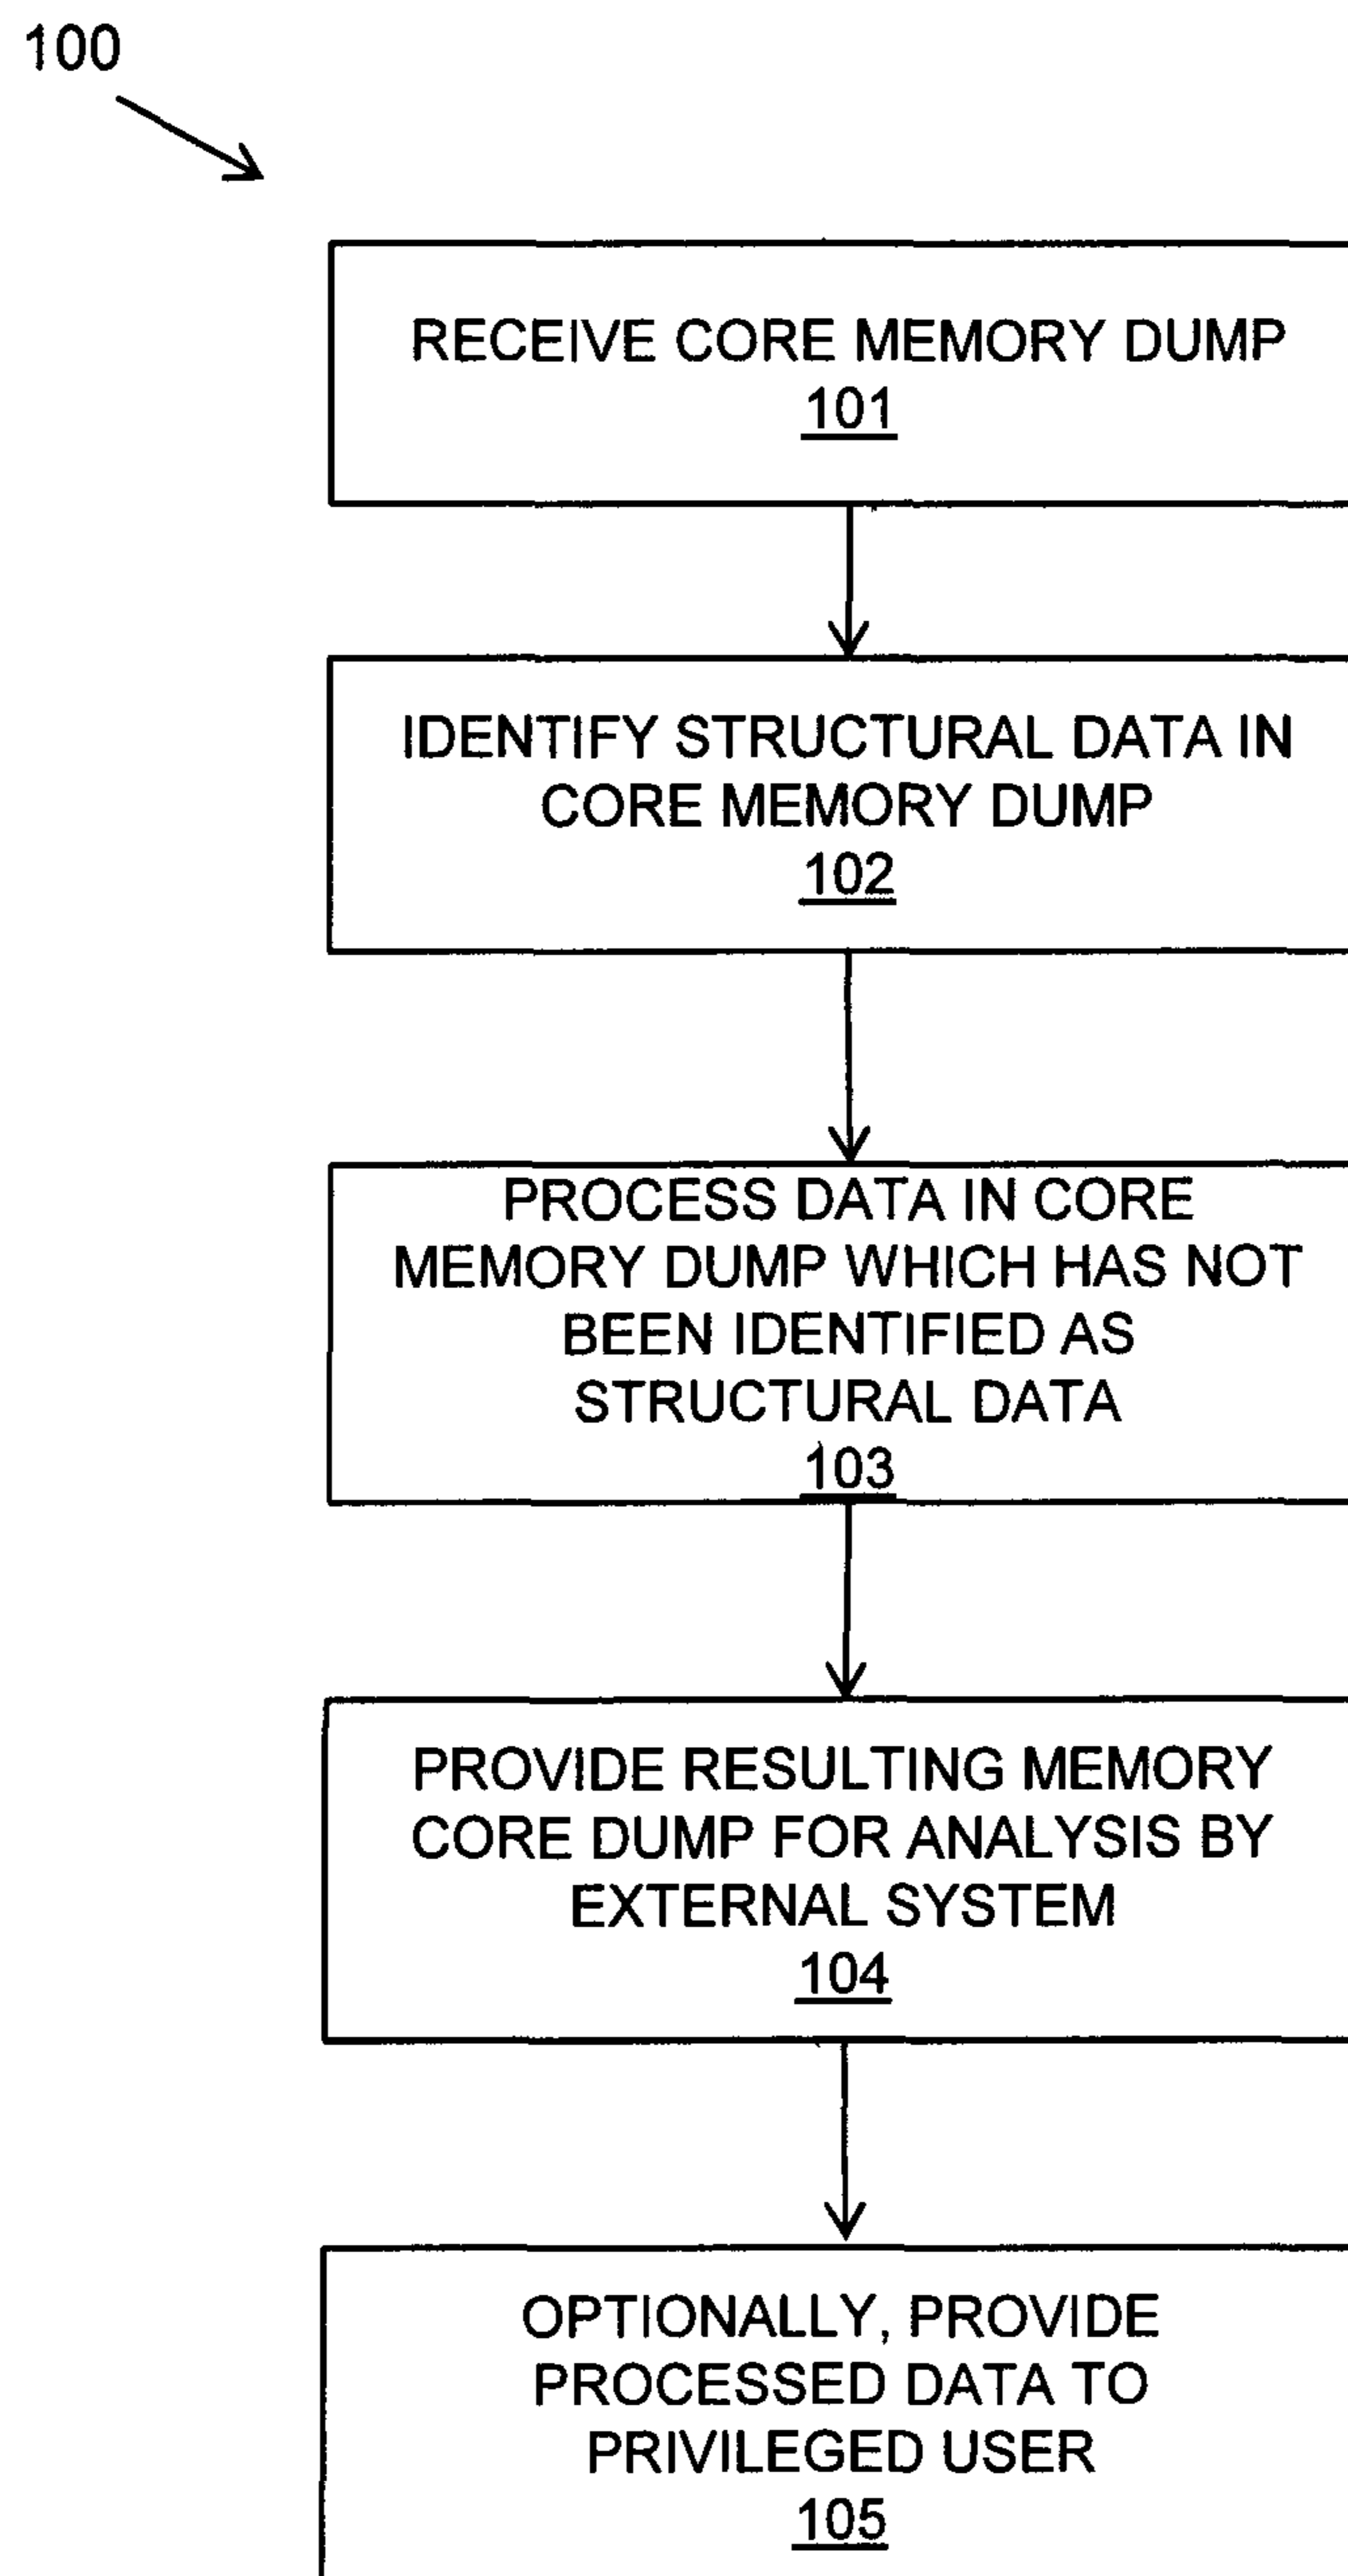 100
RECEIVE CORE MEMORY DUMP
101
IDENTIFY STRUCTURAL DATA IN
CORE MEMORY DUMP
102
PROCESS DATA IN CORE
MEMORY DUMP WHICH HAS NOT
BEEN IDENTIFIED AS
STRUCTURAL DATA
103
PROVIDE RESULTING MEMORY
CORE DUMP FOR ANALYSIS BY
EXTERNAL SYSTEM
104
OPTIONALLY, PROVIDE
PROCESSED DATA TO
PRIVILEGED USER
105